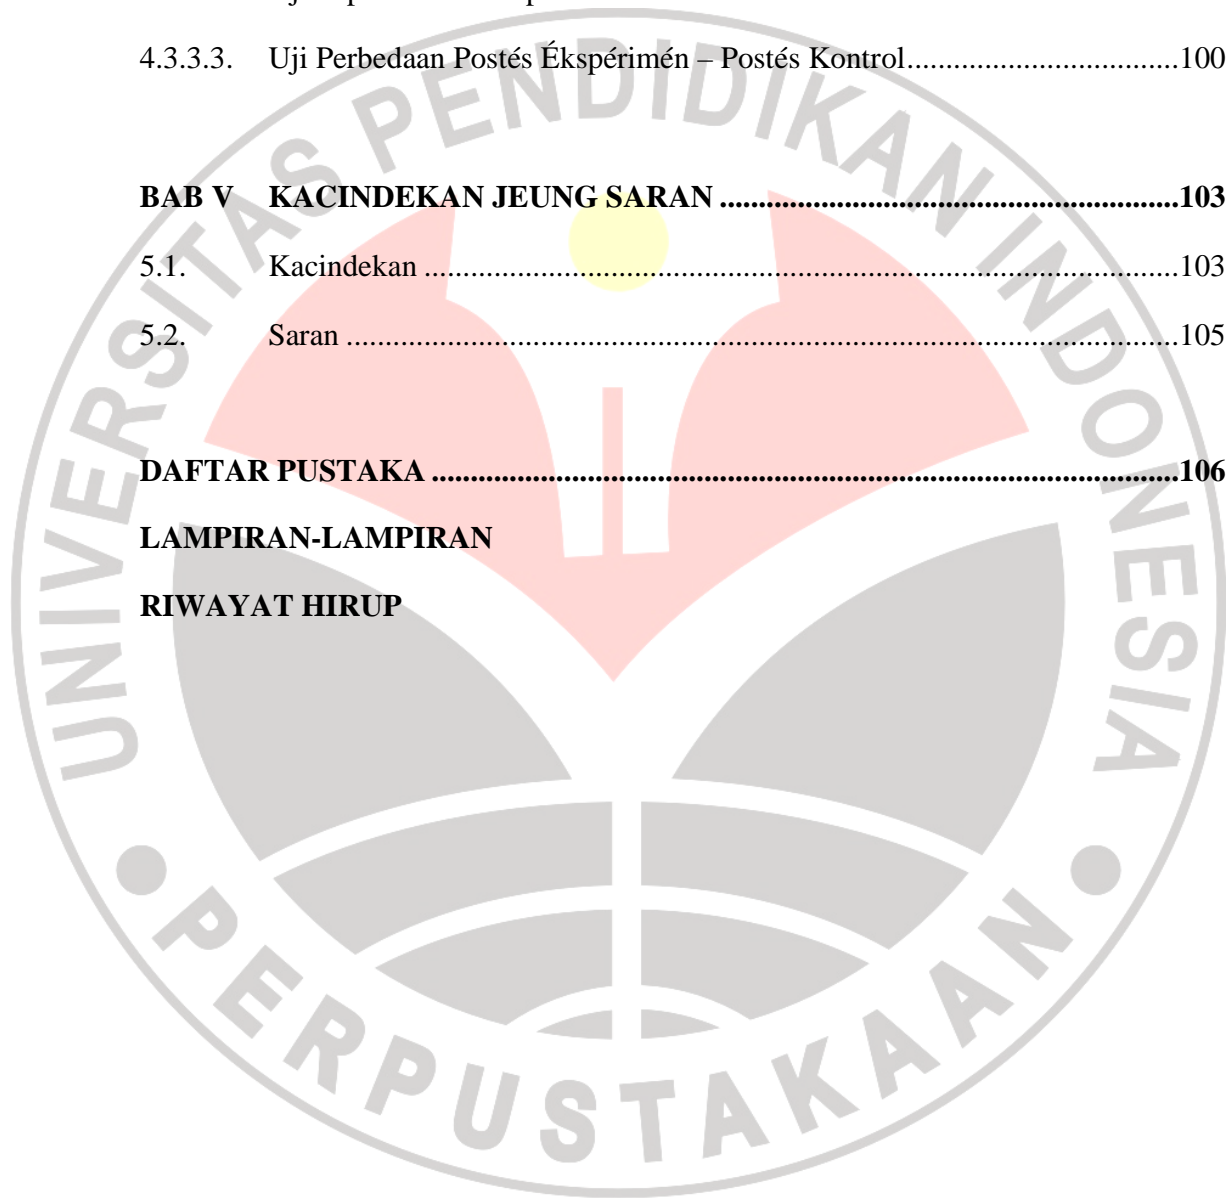 4.3.3.3. Uji Perbedaan Postés Ékspérimén – Postés Kontrol...................................100
BAB V KACINDEKAN JEUNG SARAN ............................................................103
5.1. Kacindekan ..................................................................................................103
5.2. Saran ............................................................................................................105
DAFTAR PUSTAKA .................................................................................................106
LAMPIRAN-LAMPIRAN
RIWAYAT HIRUP
UNIVERSITAS PENDIDIKAN INDONESIA
PERPUSTAKAAN